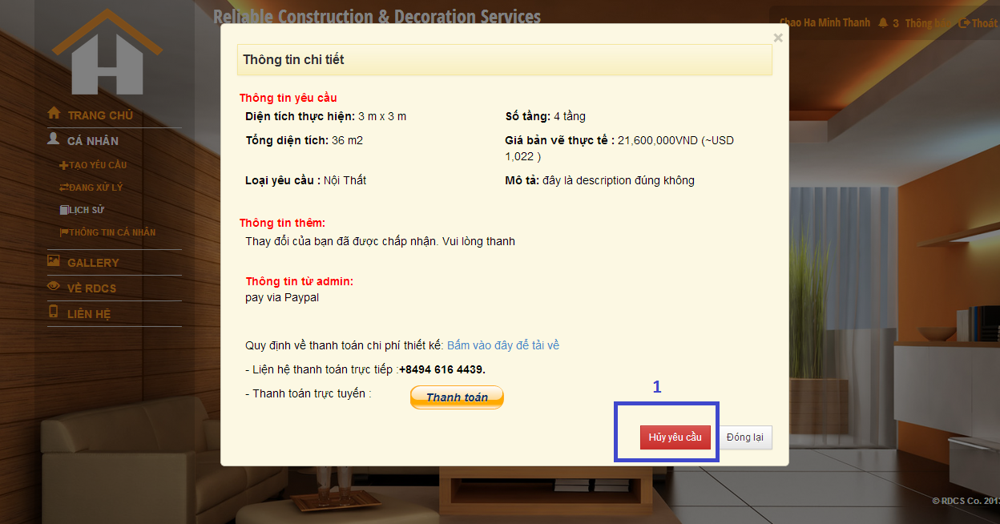 Reliable Construction & Decoration Services
Chao Ha Minh Thanh 3 Thông b Thoát
TRANG CHỦ
CÁ NHÂN
TẠO YÊU CẦU
ĐANG XỬ LÝ
LỊCH SỬ
THÔNG TIN CÁ NHÂN
GALLERY
VỀ RDCS
LIÊN HỆ
×
Thông tin chi tiết
Thông tin yêu cầu
Diện tích thực hiện: 3 m x 3 m
Số tầng: 4 tầng
Tổng diện tích: 36 m2
Giá bản vẽ thực tế : 21,600,000VND (~USD
1,022 )
Loại yêu cầu : Nội Thất
Mô tả: đây là description đúng không
Thông tin thêm:
Thay đổi của bạn đã được chấp nhận. Vui lòng thanh
Thông tin từ admin:
pay via Paypal
Quy định về thanh toán chi phí thiết kế: Bấm vào đây để tải về
- Liên hệ thanh toán trực tiếp :+8494 616 4439.
- Thanh toán trực tuyến :
Thanh toán
1
Hủy yêu cầu
Đóng lại
© RDCS Co. 2013